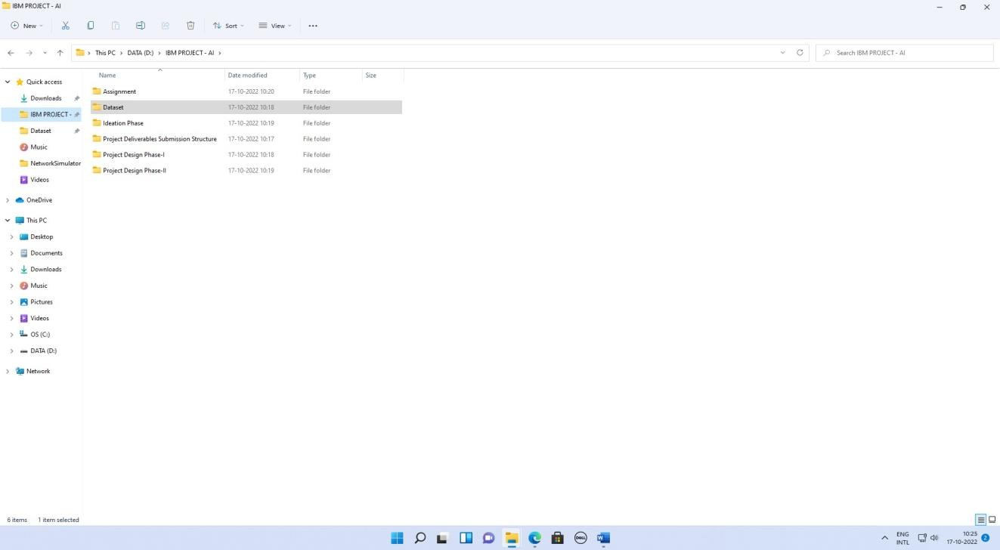 IBM PROJECT - AI
New Sort View
This PC DATA (D:) IBM PROJECT - AI Search IBM PROJECT - AI
Name Date modified Type Size
Assignment 17-10-2022 10:20 File folder
Dataset 17-10-2022 10:18 File folder
Ideation Phase 17-10-2022 10:19 File folder
Project Deliverables Submission Structure 17-10-2022 10:17 File folder
Project Design Phase-I 17-10-2022 10:18 File folder
Project Design Phase-II 17-10-2022 10:19 File folder
Quick access
Downloads
IBM PROJECT -
Dataset
Music
NetworkSimulator
Videos
OneDrive
This PC
Desktop
Documents
Downloads
Music
Pictures
Videos
OS (C:)
DATA (D:)
Network
6 items 1 item selected
DELL
ENG
INTL
10:25
17-10-2022
2